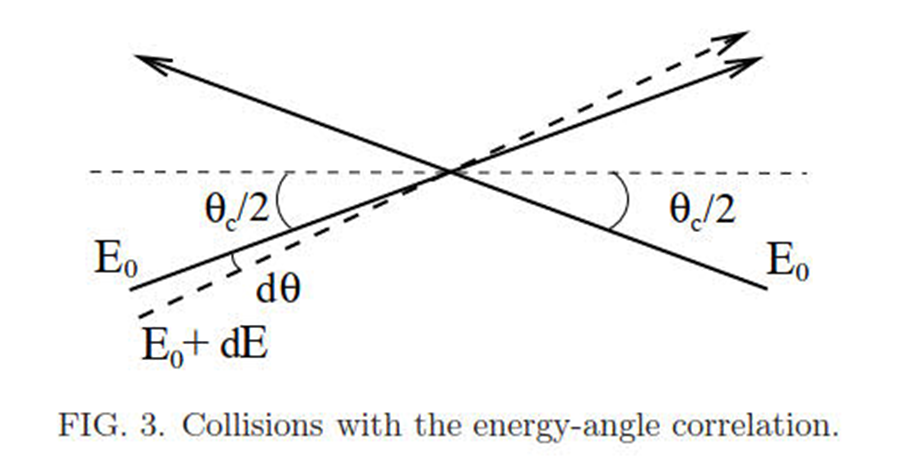 θc/2
θc/2
E0
E0
dθ
E0+ dE
FIG. 3. Collisions with the energy-angle correlation.